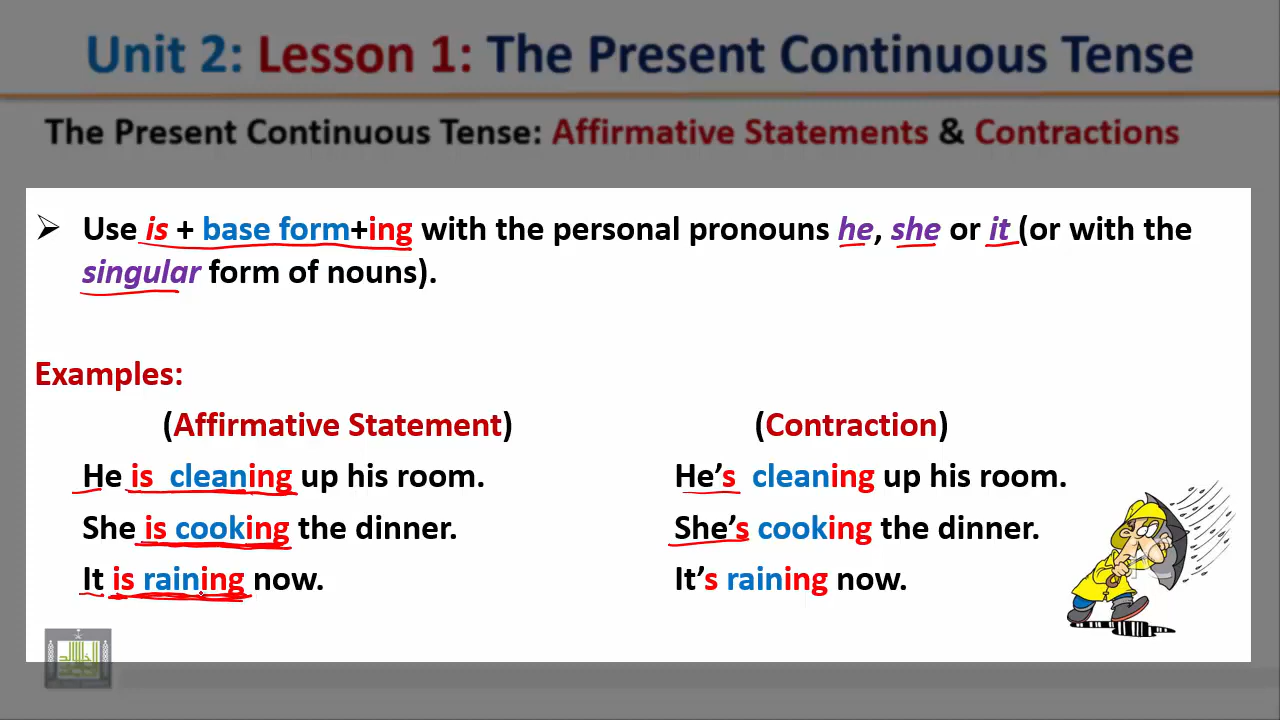 Unit 2: Lesson 1: The Present Continuous Tense
The Present Continuous Tense: Affirmative Statements & Contractions
Use is + base form+ing with the personal pronouns he, she or it (or with the
singular form of nouns).
Examples:
(Affirmative Statement)
(Contraction)
He is cleaning up his room.
He’s cleaning up his room.
She is cooking the dinner.
She’s cooking the dinner.
It is raining now.
It’s raining now.